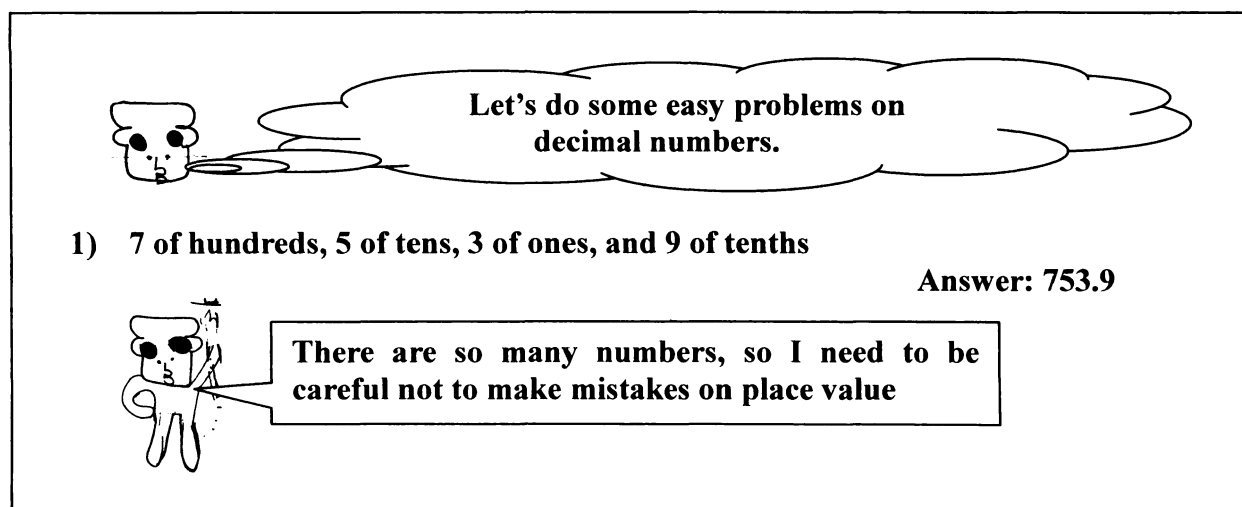 Let's do some easy problems on
decimal numbers.
1) 7 of hundreds, 5 of tens, 3 of ones, and 9 of tenths
Answer: 753.9
There are so many numbers, so I need to be
careful not to make mistakes on place value